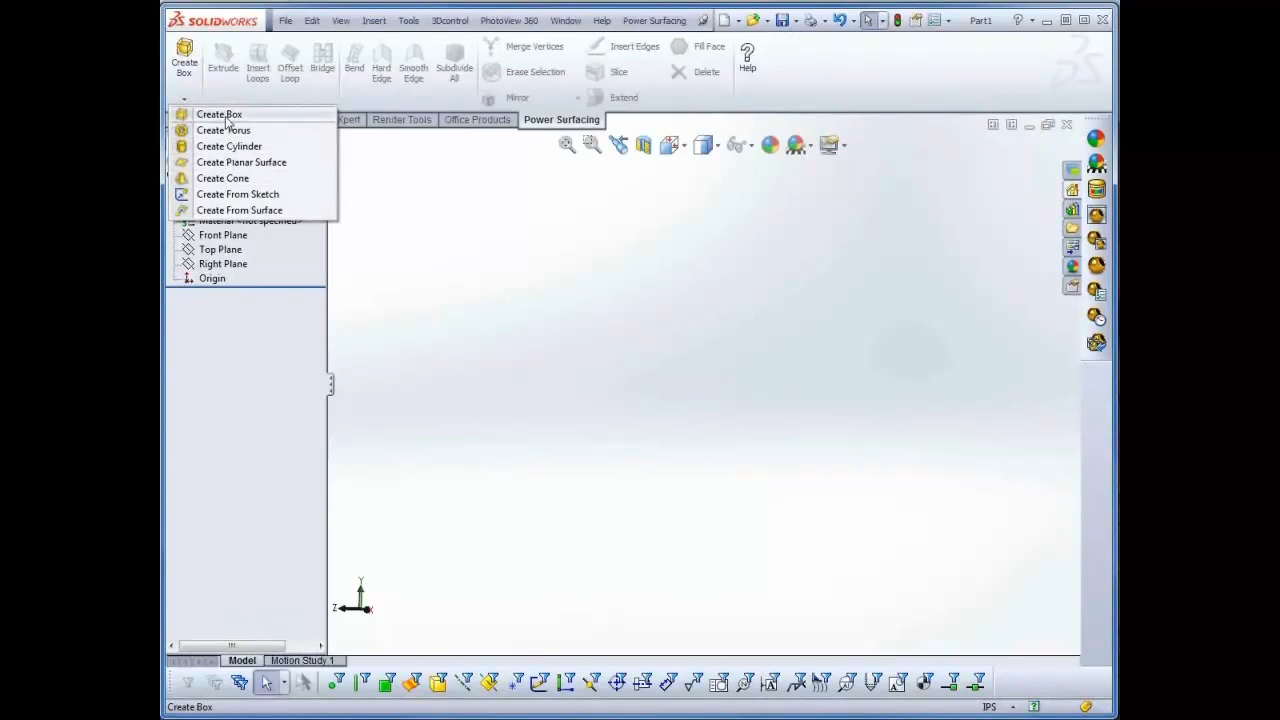 SOLIDWORKS File Edit View Insert Tools 3Dcontrol PhotoView 360 Window Help Power Surfacing Part1
Create Box Extrude Insert Loops Offset Loop Bridge Bend Hard Edge Smooth Edge Subdivide All Merge Vertices Insert Edges Fill Face Help
Erase Selection Slice Delete
Mirror Extend
Create Box
Create Torus
Create Cylinder
Create Planar Surface
Create Cone
Create From Sketch
Create From Surface
Render Tools Office Products Power Surfacing
Material <not specified>
Front Plane
Top Plane
Right Plane
Origin
Y
Z
Model Motion Study 1
Create Box IPS